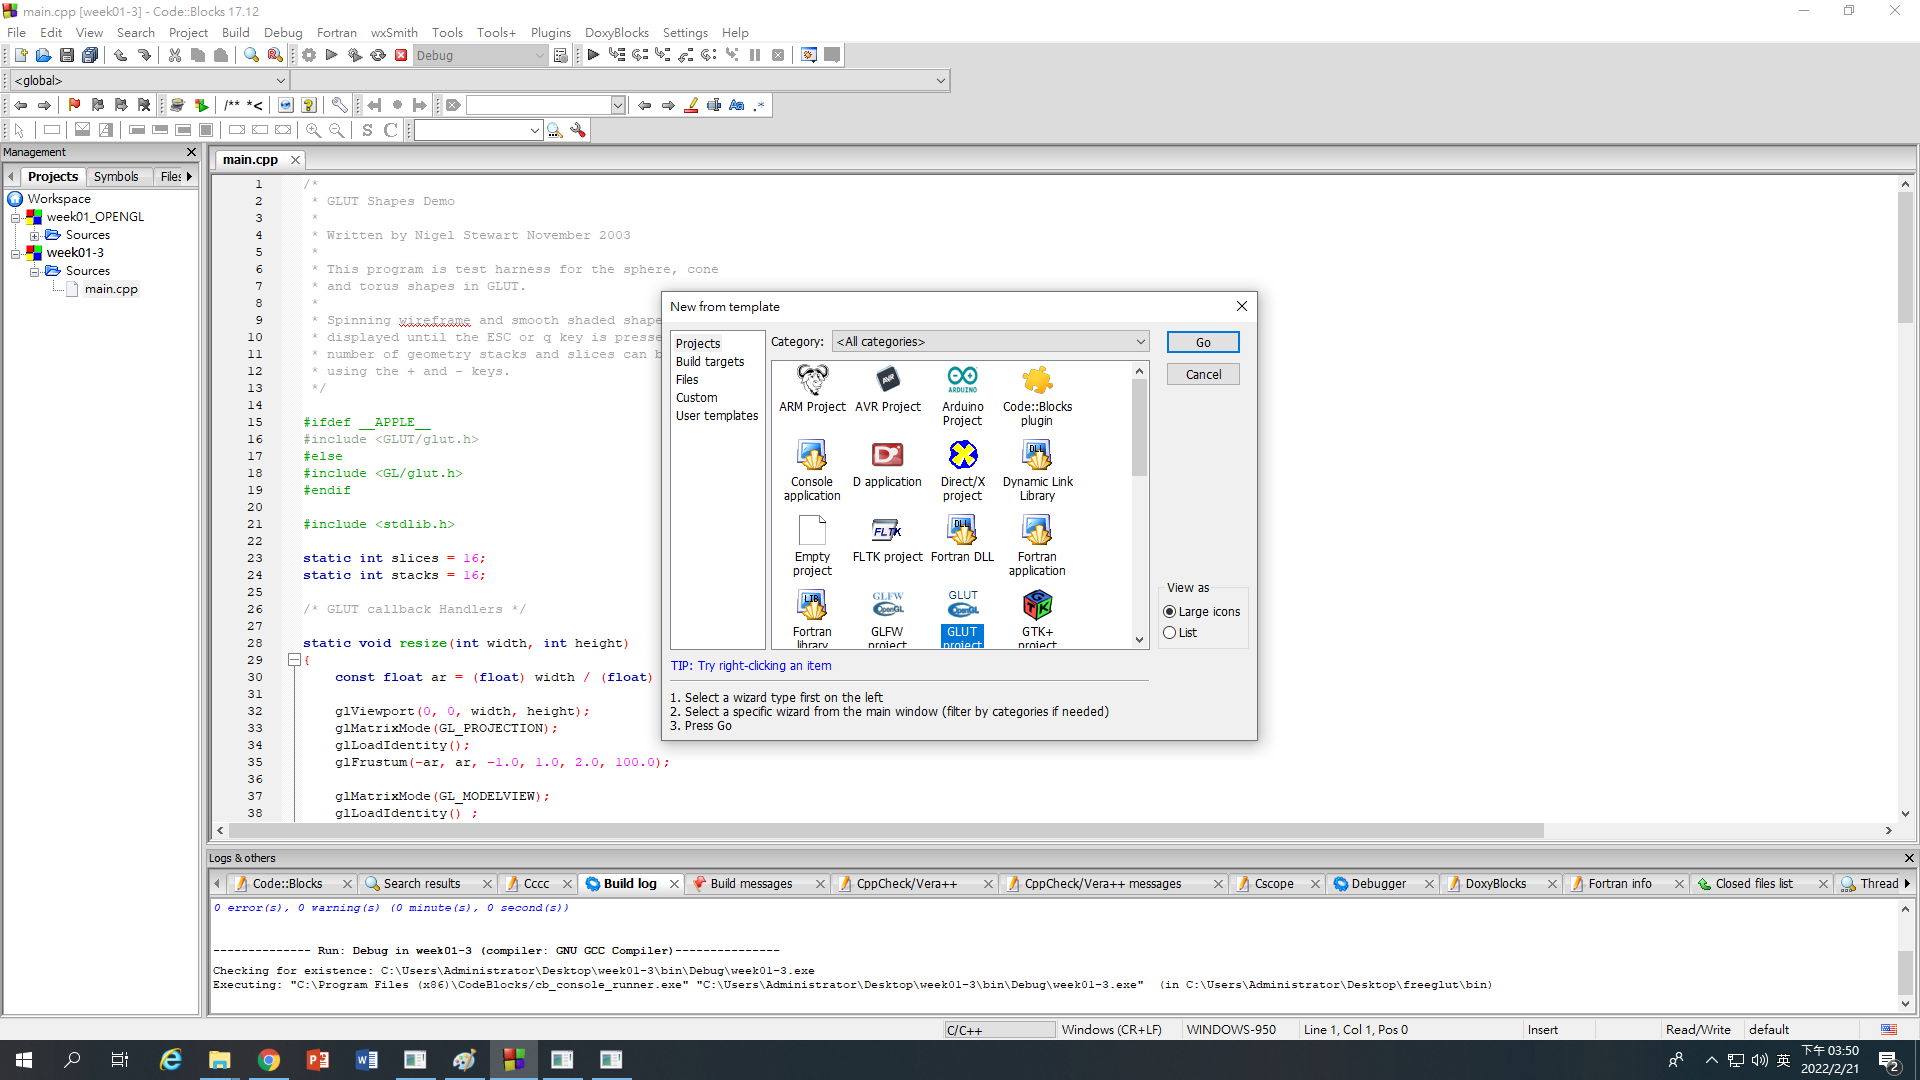 main.cpp [week01-3] - Code::Blocks 17.12
File Edit View Search Project Build Debug Fortran wxSmith Tools Tools+ Plugins DoxyBlocks Settings Help
Debug
<global>
/** *<
S C
Management
Projects Symbols Files
Workspace
week01_OPENGL
Sources
week01-3
Sources
main.cpp
main.cpp
1 /*
2 * GLUT Shapes Demo
3 *
4 * Written by Nigel Stewart November 2003
5 *
6 * This program is test harness for the sphere, cone
7 * and torus shapes in GLUT.
8 *
9 * Spinning wireframe and smooth shaded shape
10 * displayed until the ESC or q key is presse
11 * number of geometry stacks and slices can b
12 * using the + and - keys.
13 */
14
15 #ifdef __APPLE__
16 #include <GLUT/glut.h>
17 #else
18 #include <GL/glut.h>
19 #endif
20
21 #include <stdlib.h>
22
23 static int slices = 16;
24 static int stacks = 16;
25
26 /* GLUT callback Handlers */
27
28 static void resize(int width, int height)
29 {
30 const float ar = (float) width / (float)
31
32 glViewport(0, 0, width, height);
33 glMatrixMode(GL_PROJECTION);
34 glLoadIdentity();
35 glFrustum(-ar, ar, -1.0, 1.0, 2.0, 100.0);
36
37 glMatrixMode(GL_MODELVIEW);
38 glLoadIdentity() ;
New from template
Projects
Build targets
Files
Custom
User templates
Category: <All categories>
Go
Cancel
ARM Project
AVR Project
Arduino Project
Code::Blocks plugin
Console application
D application
Direct/X project
Dynamic Link Library
Empty project
FLTK project
Fortran DLL
Fortran application
Fortran library
GLFW project
GLUT project
GTK+ project
View as
Large icons
List
TIP: Try right-clicking an item
1. Select a wizard type first on the left
2. Select a specific wizard from the main window (filter by categories if needed)
3. Press Go
Logs & others
Code::Blocks Search results Cccc Build log Build messages CppCheck/Vera++ CppCheck/Vera++ messages Cscope Debugger DoxyBlocks Fortran info Closed files list Thread
0 error(s), 0 warning(s) (0 minute(s), 0 second(s))
-------------- Run: Debug in week01-3 (compiler: GNU GCC Compiler)---------------
Checking for existence: C:\Users\Administrator\Desktop\week01-3\bin\Debug\week01-3.exe
Executing: "C:\Program Files (x86)\CodeBlocks/cb_console_runner.exe" "C:\Users\Administrator\Desktop\week01-3\bin\Debug\week01-3.exe" (in C:\Users\Administrator\Desktop\freeglut\bin)
C/C++ Windows (CR+LF) WINDOWS-950 Line 1, Col 1, Pos 0 Insert Read/Write default
英
下午 03:50
2022/2/21
2